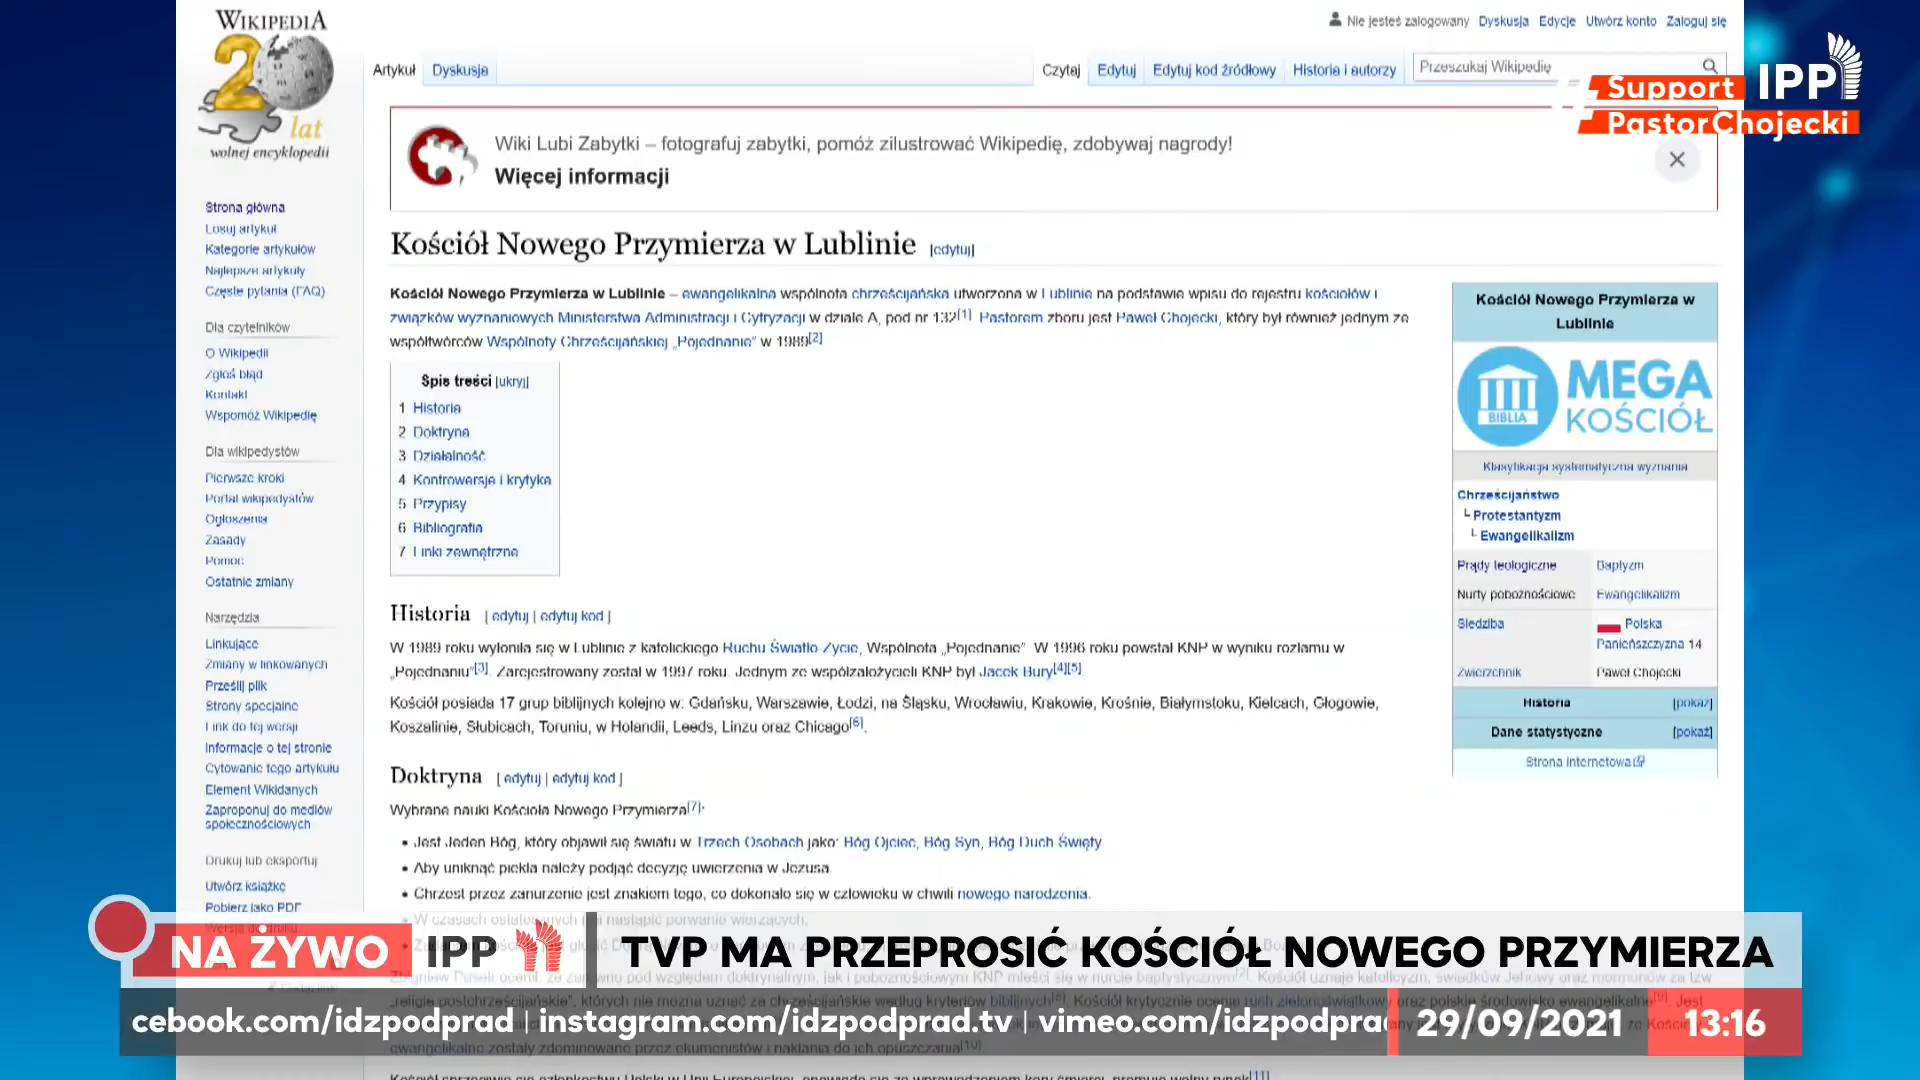 WIKIPEDIA
20 lat
wolnej encyklopedii
Nie jesteś zalogowany Dyskusja Edycje Utwórz konto Zaloguj się
Artykuł Dyskusja Czytaj Edytuj Edytuj kod źródłowy Historia i autorzy Przeszukaj Wikipedię
#Support
PastorChojecki
IPP
Wiki Lubi Zabytki – fotografuj zabytki, pomóż zilustrować Wikipedię, zdobywaj nagrody!
Więcej informacji
Strona główna
Losuj artykuł
Kategorie artykułów
Najlepsze artykuły
Częste pytania (FAQ)
Dla czytelników
O Wikipedii
Zgłoś błąd
Kontakt
Wspomóż Wikipedię
Dla wikipedystów
Pierwsze kroki
Portal wikipedystów
Ogłoszenia
Zasady
Pomoc
Ostatnie zmiany
Narzędzia
Linkujące
Zmiany w linkowanych
Prześlij plik
Strony specjalne
Link do tej wersji
Informacje o tej stronie
Cytowanie tego artykułu
Element Wikidanych
Zaproponuj do mediów
społecznościowych
Drukuj lub eksportuj
Utwórz książkę
Pobierz jako PDF
Kościół Nowego Przymierza w Lublinie [edytuj]
Kościół Nowego Przymierza w Lublinie – ewangelikalna wspólnota chrześcijańska utworzona w Lublinie na podstawie wpisu do rejestru kościołów i
związków wyznaniowych Ministerstwa Administracji i Cyfryzacji w dziale A, pod nr 132[1]. Pastorem zboru jest Paweł Chojecki, który był również jednym ze
współtwórców Wspólnoty Chrześcijańskiej „Pojednanie” w 1989[2]
Spis treści [ukryj]
1 Historia
2 Doktryna
3 Działalność
4 Kontrowersje i krytyka
5 Przypisy
6 Bibliografia
7 Linki zewnętrzne
Historia [ edytuj | edytuj kod ]
W 1989 roku wyłoniła się w Lublinie z katolickiego Ruchu Światło-Życie, Wspólnota „Pojednanie”. W 1996 roku powstał KNP w wyniku rozłamu w
„Pojednaniu”[3]. Zarejestrowany został w 1997 roku. Jednym ze współzałożycieli KNP był Jacek Bury[4][5].
Kościół posiada 17 grup biblijnych kolejno w: Gdańsku, Warszawie, Łodzi, na Śląsku, Wrocławiu, Krakowie, Krośnie, Białymstoku, Kielcach, Głogowie,
Koszalinie, Słubicach, Toruniu, w Holandii, Leeds, Linzu oraz Chicago[6].
Doktryna [ edytuj | edytuj kod ]
Wybrane nauki Kościoła Nowego Przymierza[7]:
• Jest Jeden Bóg, który objawił się światu w Trzech Osobach jako: Bóg Ojciec, Bóg Syn, Bóg Duch Święty
• Aby uniknąć piekła należy podjąć decyzję uwierzenia w Jezusa.
• Chrzest przez zanurzenie jest znakiem tego, co dokonało się w człowieku w chwili nowego narodzenia.
Kościół Nowego Przymierza w
Lublinie
BIBLIA
MEGA
KOŚCIÓŁ
Klasyfikacja systematyczna wyznania
Chrześcijaństwo
Protestantyzm
Ewangelikalizm
Prądy teologiczne Baptyzm
Nurty pobożnościowe Ewangelikalizm
Siedziba Polska
Panieńszczyzna 14
Zwierzchnik Paweł Chojecki
Historia [pokaż]
Dane statystyczne [pokaż]
Strona internetowa
NA ŻYWO IPP TVP MA PRZEPROSIĆ KOŚCIÓŁ NOWEGO PRZYMIERZA
cebook.com/idzpodprad | instagram.com/idzpodprad.tv | vimeo.com/idzpodpra 29/09/2021 13:16